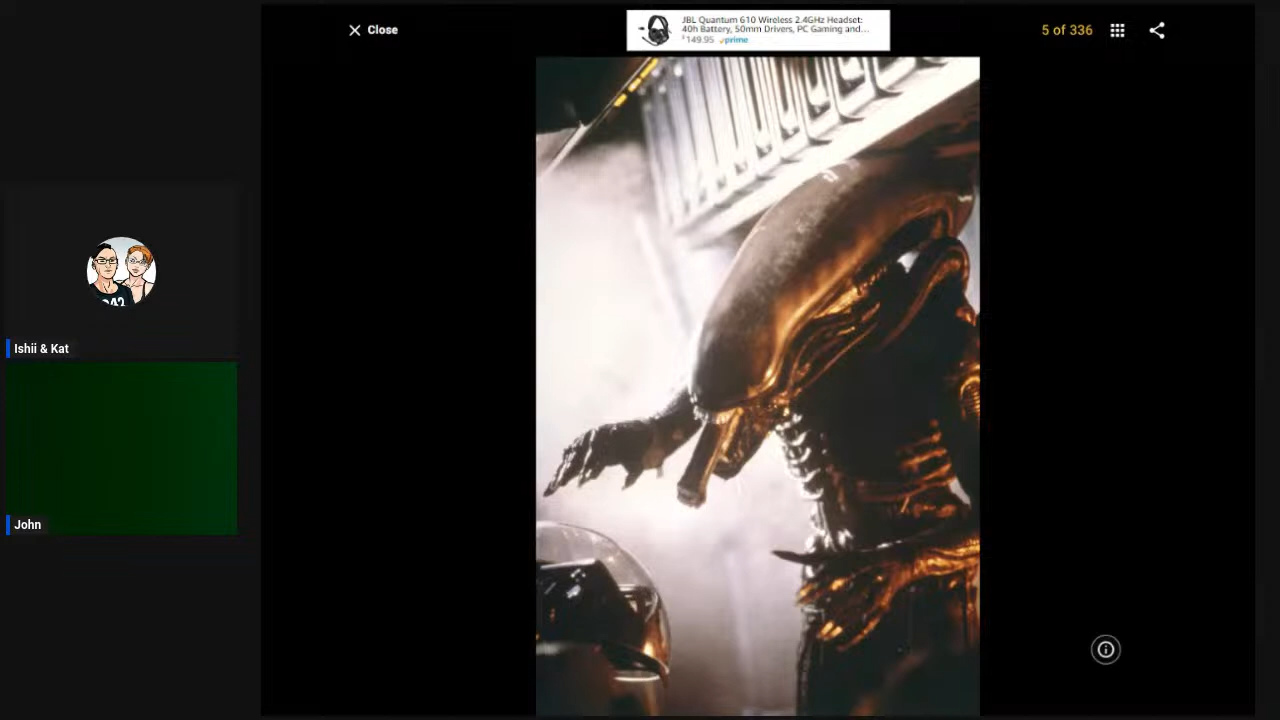 Close
JBL Quantum 610 Wireless 2.4GHz Headset:
40h Battery, 50mm Drivers, PC Gaming and...
$149.95 prime
5 of 336
Ishii & Kat
John